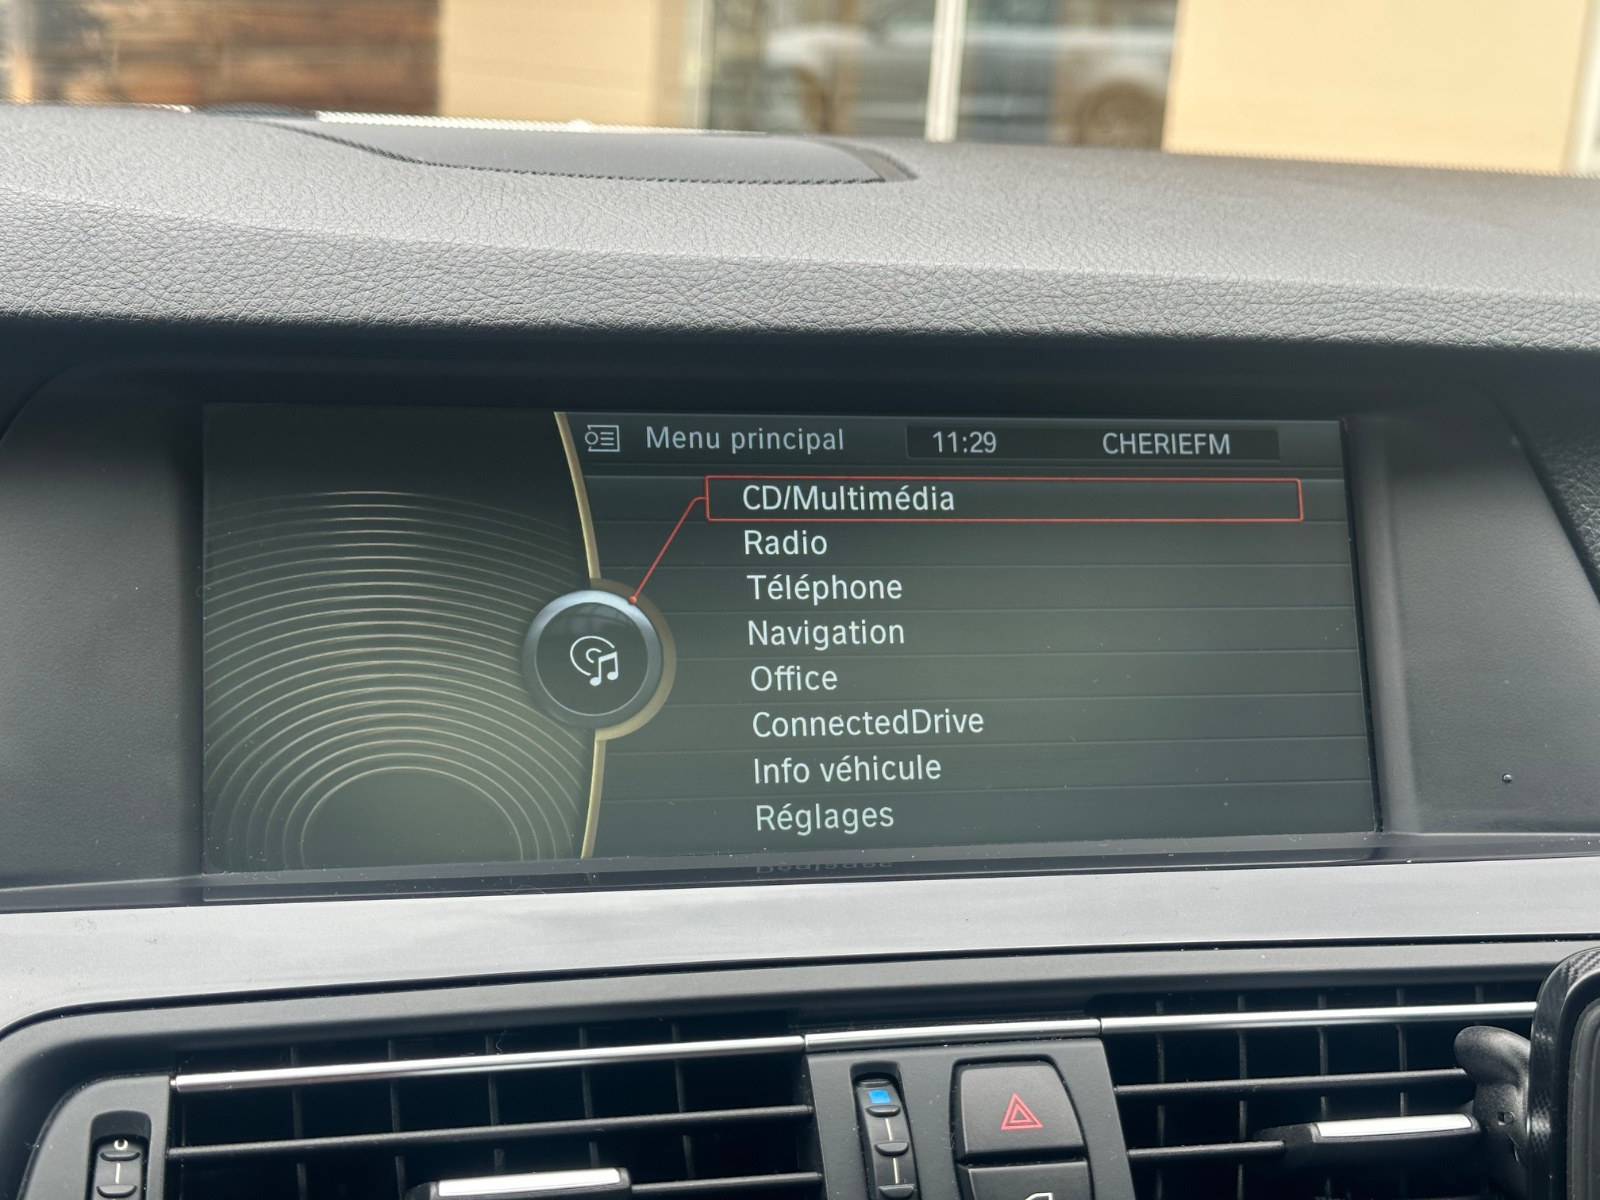 Menu principal 11:29 CHERIEFM
CD/Multimédia
Radio
Téléphone
Navigation
Office
ConnectedDrive
Info véhicule
Réglages